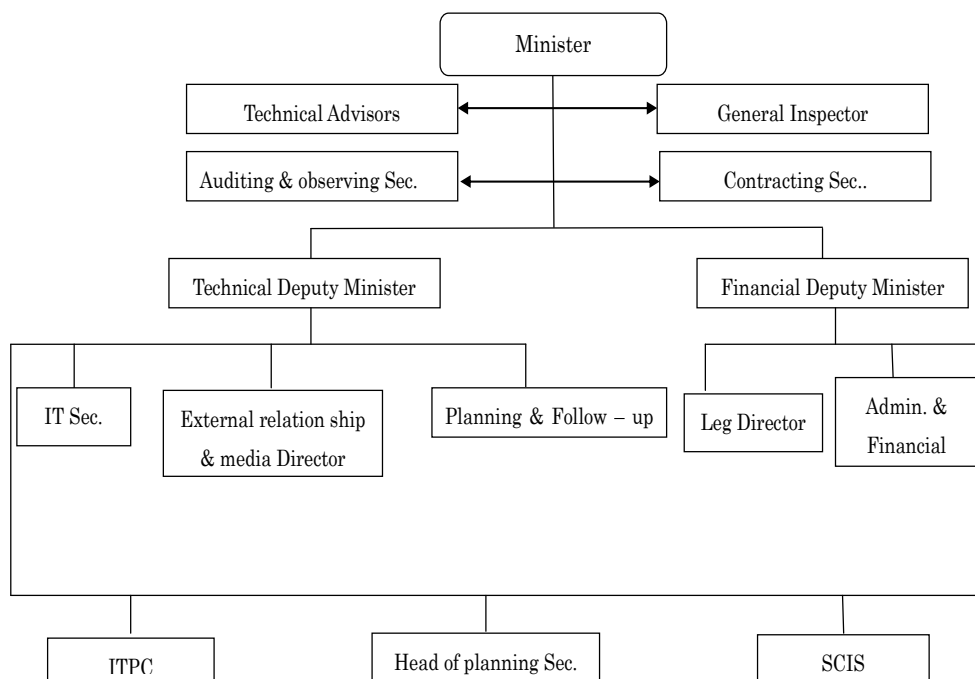 Minister
Technical Advisors
General Inspector
Auditing & observing Sec.
Contracting Sec..
Technical Deputy Minister
Financial Deputy Minister
IT Sec.
External relation ship
& media Director
Planning & Follow – up
Leg Director
Admin. &
Financial
ITPC
Head of planning Sec.
SCIS